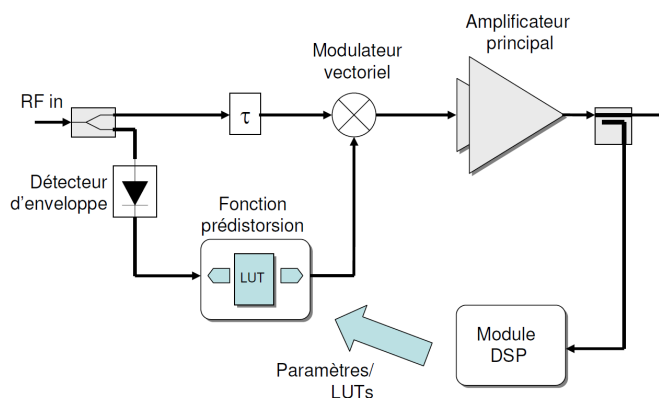 Amplificateur
principal
Modulateur
vectoriel
RF in
τ
Détecteur
d'enveloppe
Fonction
prédistorsion
LUT
Module
DSP
Paramètres/
LUTs